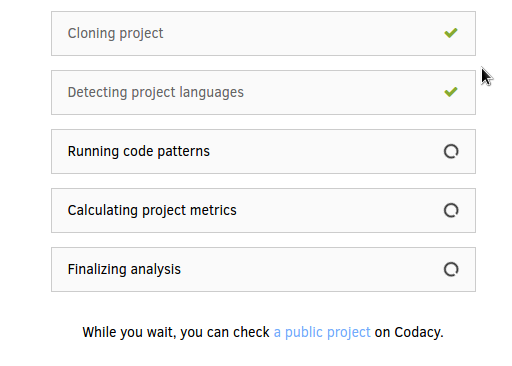 Cloning project
Detecting project languages
Running code patterns
Calculating project metrics
Finalizing analysis
While you wait, you can check a public project on Codacy.